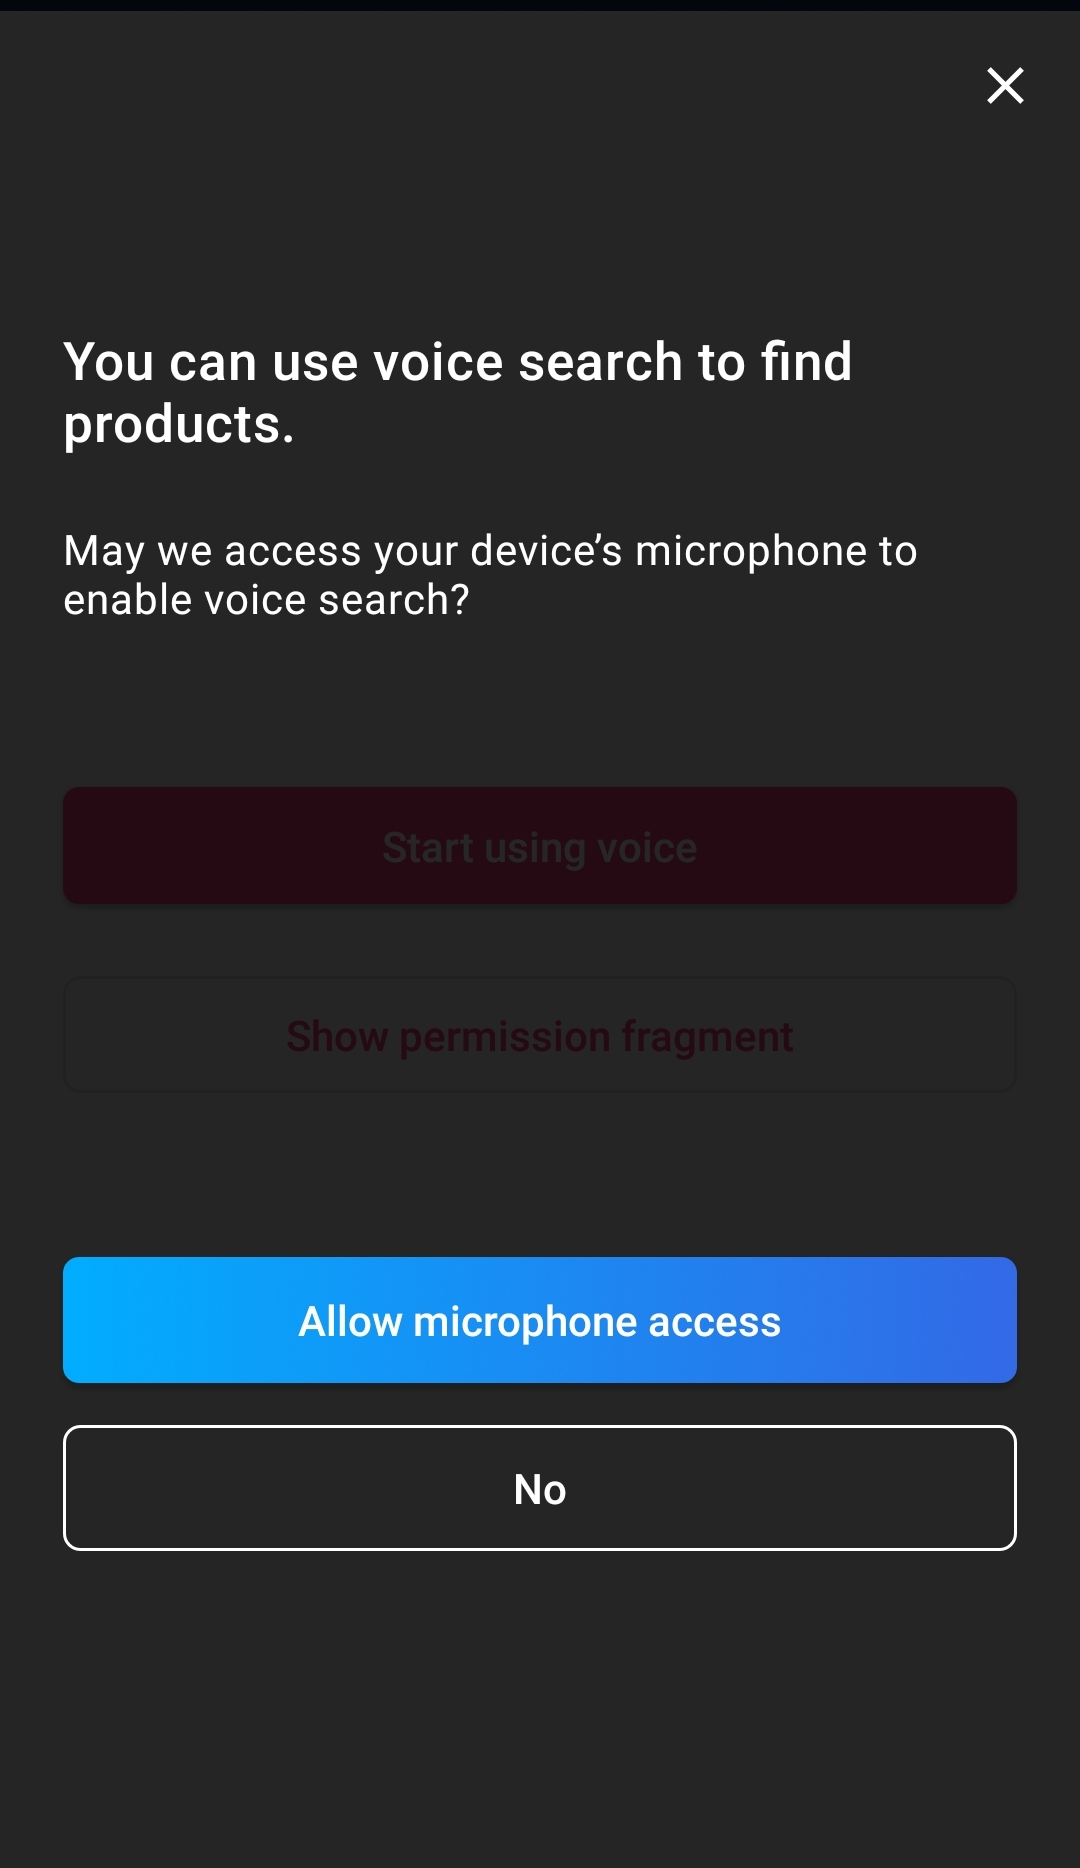 You can use voice search to find
products.
May we access your device’s microphone to
enable voice search?
Start using voice
Show permission fragment
Allow microphone access
No